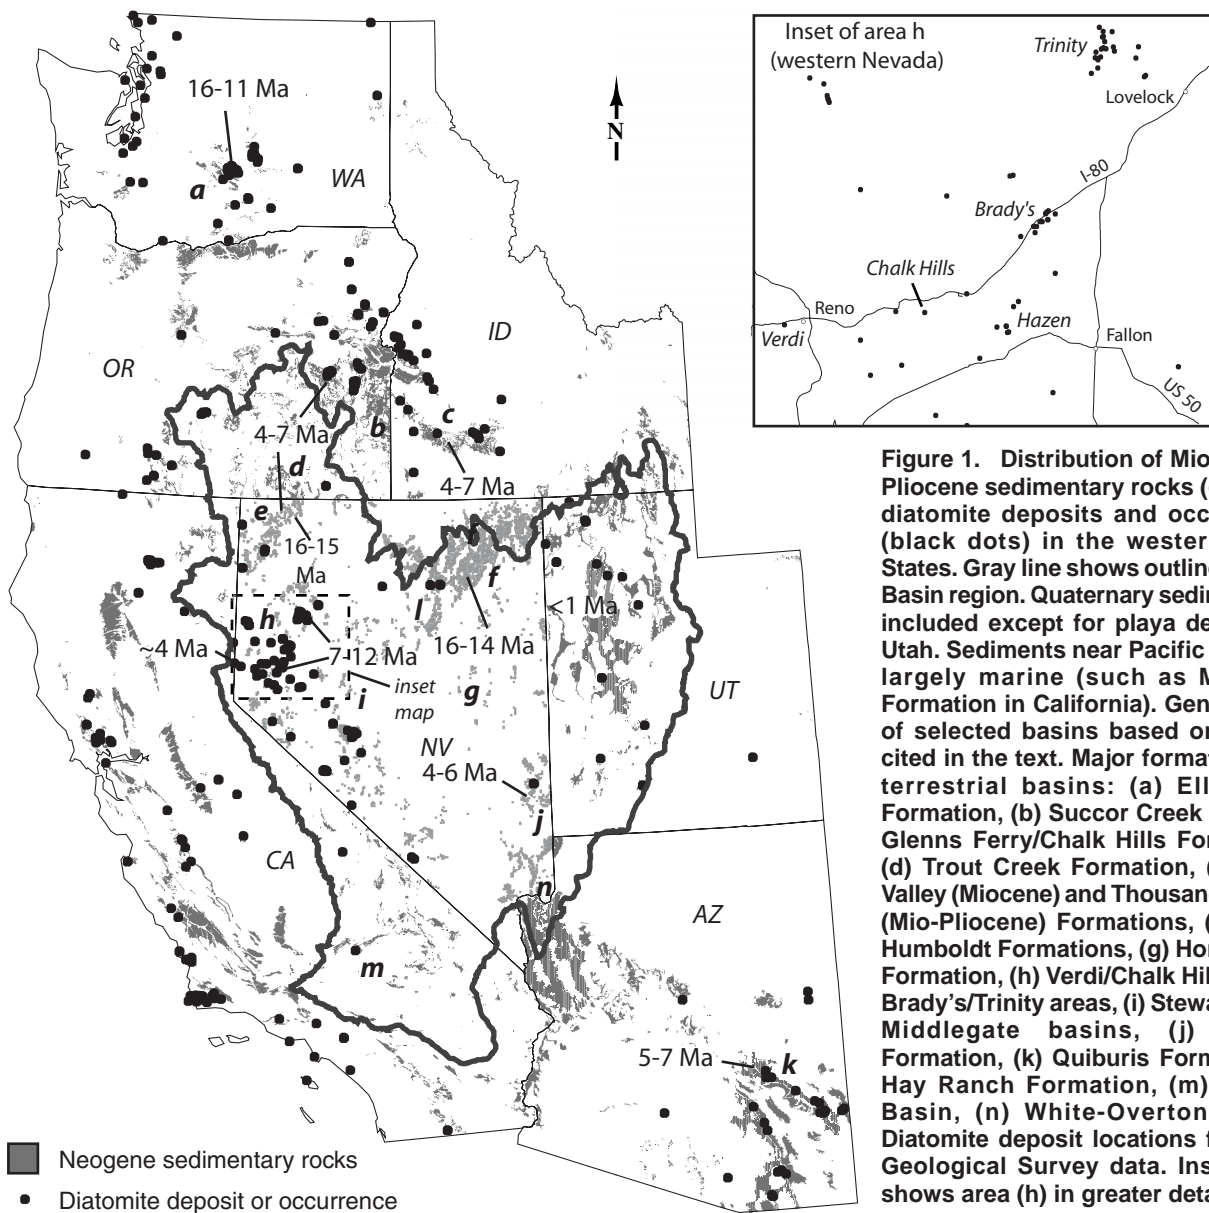 16-11 Ma
a
WA
N
OR
ID
4-7 Ma
b
c
d
4-7 Ma
e
16-15
Ma
f
l
<1 Ma
h
16-14 Ma
~4 Ma
7-12 Ma
inset
map
i
g
UT
NV
4-6 Ma
j
CA
n
AZ
m
5-7 Ma
k
Neogene sedimentary rocks
Diatomite deposit or occurrence
Inset of area h
(western Nevada)
Trinity
Lovelock
I-80
Brady's
Chalk Hills
Reno
Hazen
Verdi
Fallon
US 50
Figure 1. Distribution of Mio
Pliocene sedimentary rocks (
diatomite deposits and occ
(black dots) in the wester
States. Gray line shows outlin
Basin region. Quaternary sedi
included except for playa de
Utah. Sediments near Pacific
largely marine (such as M
Formation in California). Gen
of selected basins based or
cited in the text. Major format
terrestrial basins: (a) Ell
Formation, (b) Succor Creek
Glenns Ferry/Chalk Hills For
(d) Trout Creek Formation, (
Valley (Miocene) and Thousan
(Mio-Pliocene) Formations, (
Humboldt Formations, (g) Hor
Formation, (h) Verdi/Chalk Hil
Brady's/Trinity areas, (i) Stewa
Middlegate basins, (j)
Formation, (k) Quiburis Form
Hay Ranch Formation, (m)
Basin, (n) White-Overton
Diatomite deposit locations f
Geological Survey data. Ins
shows area (h) in greater deta